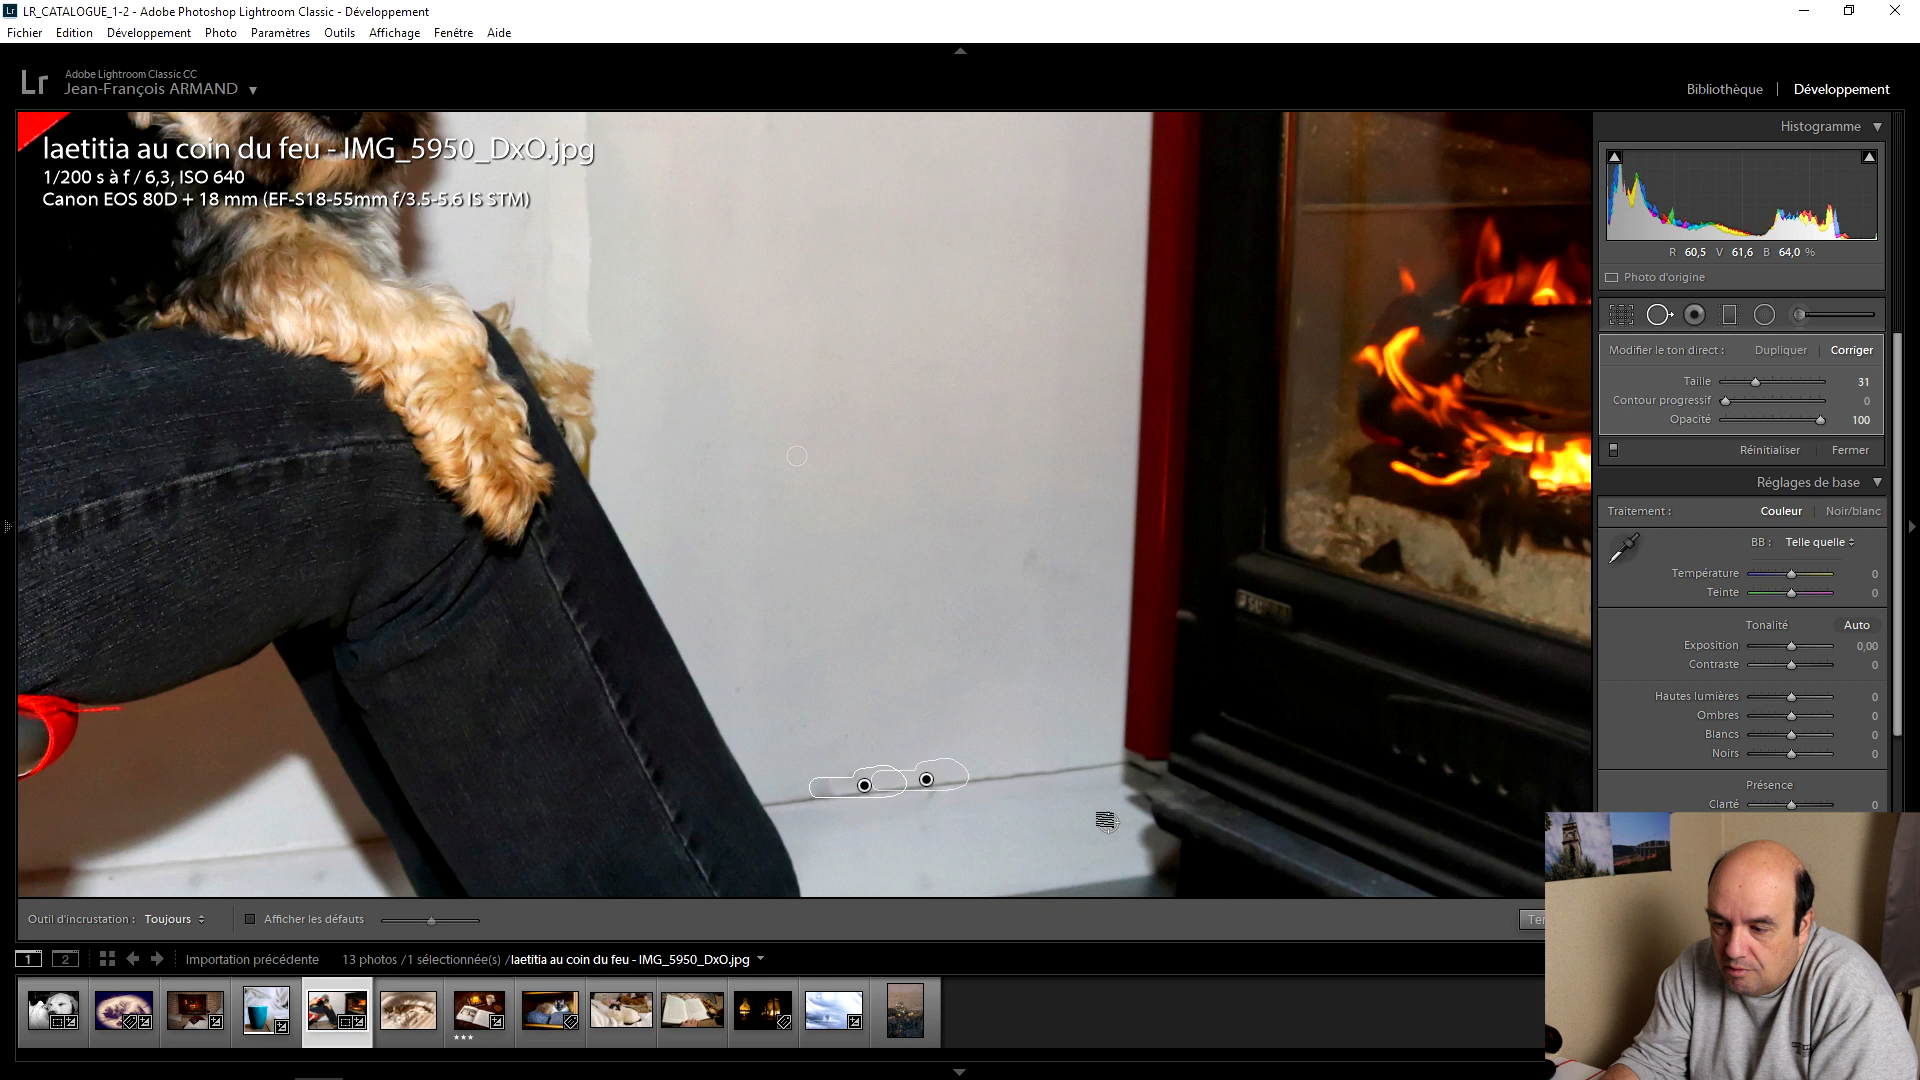 LR_CATALOGUE_1-2 - Adobe Photoshop Lightroom Classic - Développement
Fichier Edition Développement Photo Paramètres Outils Affichage Fenêtre Aide
Lr
Adobe Lightroom Classic CC
Jean-François ARMAND
Bibliothèque | Développement
laetitia au coin du feu - IMG_5950_DxO.jpg
1/200 s à f / 6,3, ISO 640
Canon EOS 80D + 18 mm (EF-S18-55mm f/3.5-5.6 IS STM)
Histogramme
R 60,5 V 61,6 B 64,0 %
Photo d'origine
Modifier le ton direct : Dupliquer | Corriger
Taille 31
Contour progressif 0
Opacité 100
Réinitialiser Fermer
Réglages de base
Traitement : Couleur | Noir/blanc
BB : Telle quelle
Température 0
Teinte 0
Tonalité Auto
Exposition 0,00
Contraste 0
Hautes lumières 0
Ombres 0
Blancs 0
Noirs 0
Présence
Clarté 0
Outil d'incrustation : Toujours Afficher les défauts
1 2 Importation précédente 13 photos /1 sélectionnée(s) /laetitia au coin du feu - IMG_5950_DxO.jpg